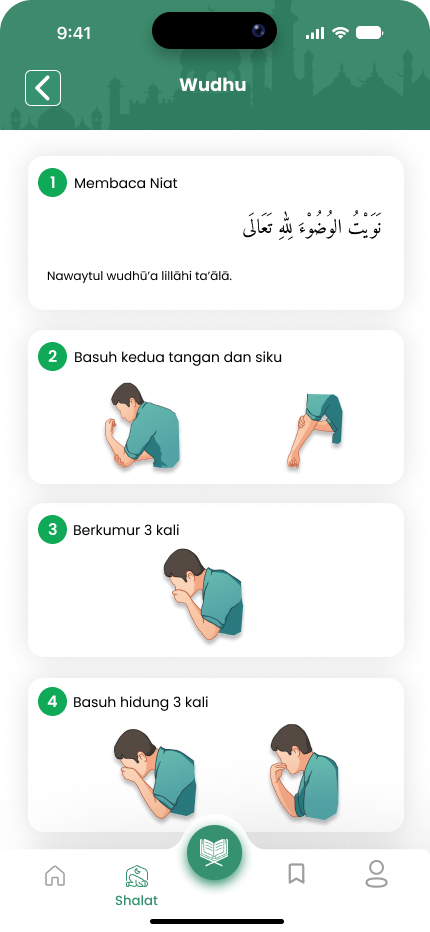 9:41
Wudhu
1 Membaca Niat
نَوَيْتُ الوُضُوْءَ لِلّٰهِ تَعَالَى
Nawaytul wudhū'a lillāhi ta'ālā.
2 Basuh kedua tangan dan siku
3 Berkumur 3 kali
4 Basuh hidung 3 kali
Shalat